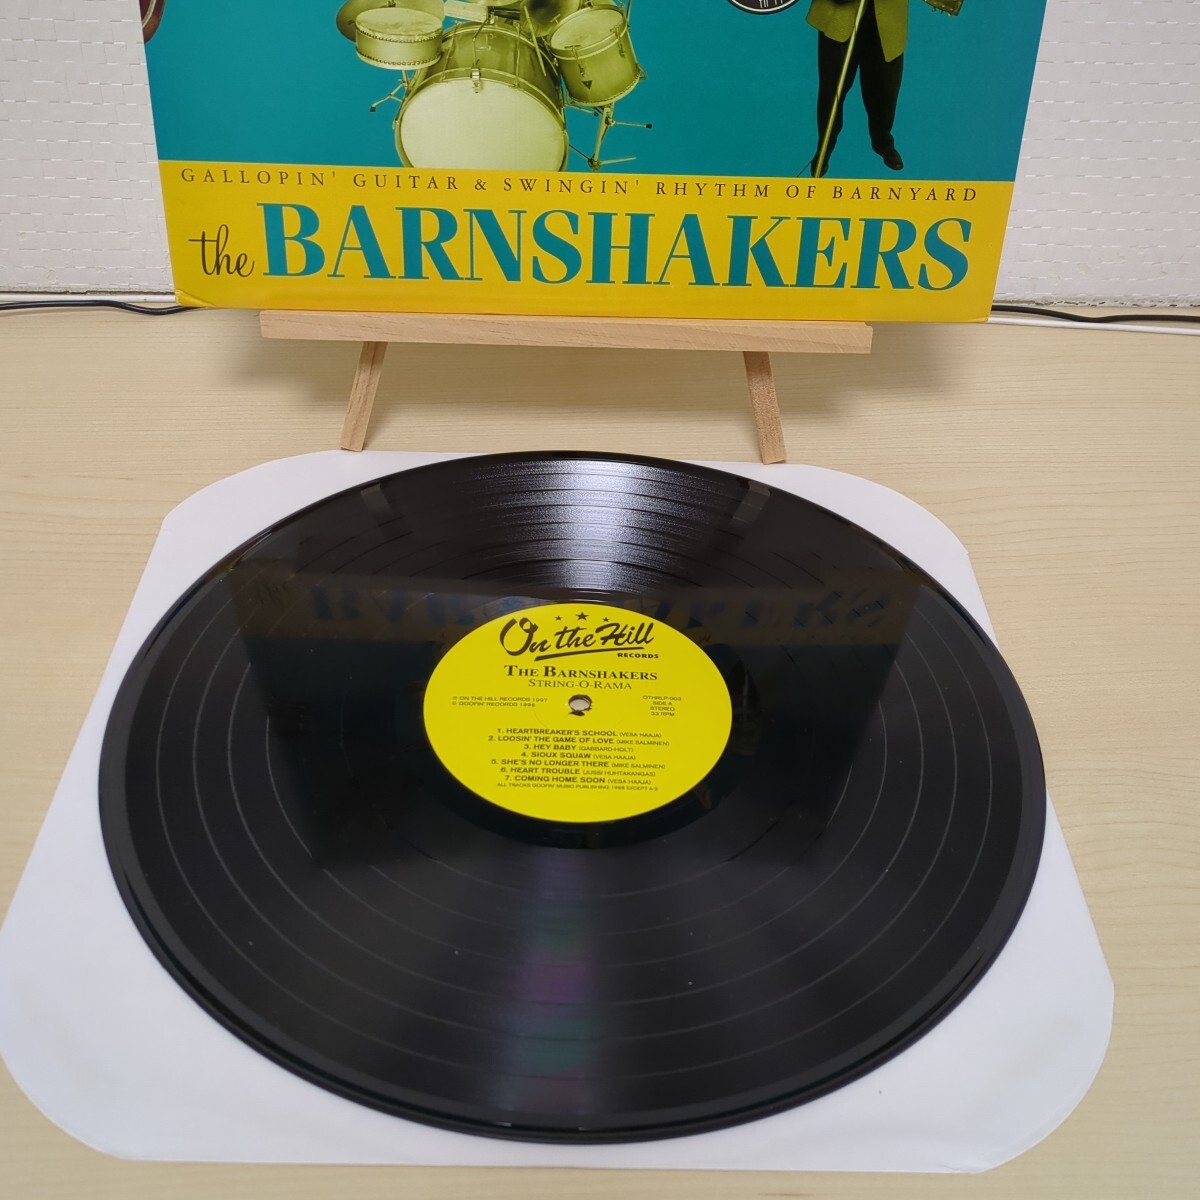 GALLOPIN' GUITAR & SWINGIN' RHYTHM OF BARNYARD
the BARNSHAKERS
On the Hill
RECORDS
THE BARNSHAKERS
STRING-O-RAMA
℗ ON THE HILL RECORDS 1997
© GOOFIN' RECORDS 1996
OTHRLP-003
SIDE A
STEREO
33 RPM
1. HEARTBREAKER'S SCHOOL (VESA HAAJA)
2. LOOSIN' THE GAME OF LOVE (MIKE SALMINEN)
3. HEY BABY (GABBARD-HOLT)
4. SIOUX SQUAW (VESA HAAJA)
5. SHE'S NO LONGER THERE (MIKE SALMINEN)
6. HEART TROUBLE (JUSSI HUHTAKANGAS)
7. COMING HOME SOON (VESA HAAJA)
ALL TRACKS GOOFIN' MUSIC PUBLISHING 1996 EXCEPT A-3